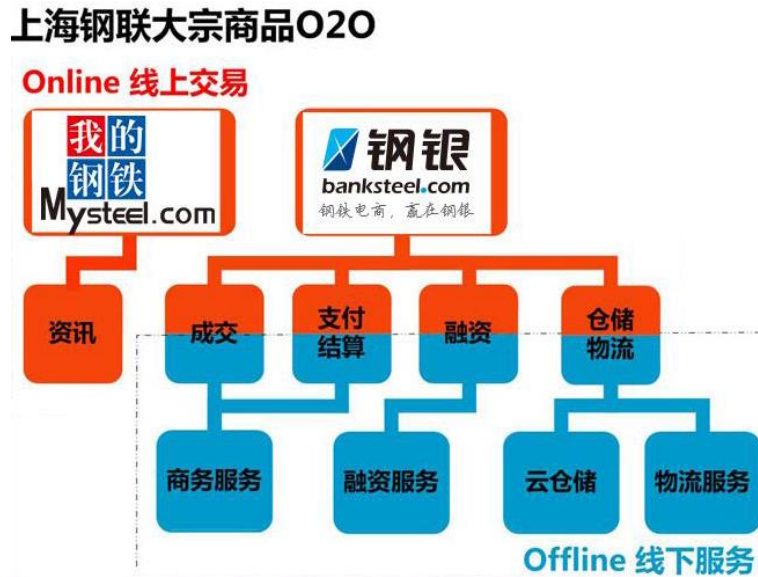 上海钢联大宗商品O2O
Online 线上交易
我的
钢铁
Mysteel.com
钢银
banksteel.com
钢铁电商，赢在钢银
资讯
成交
支付
结算
融资
仓储
物流
商务服务
融资服务
云仓储
物流服务
Offline 线下服务